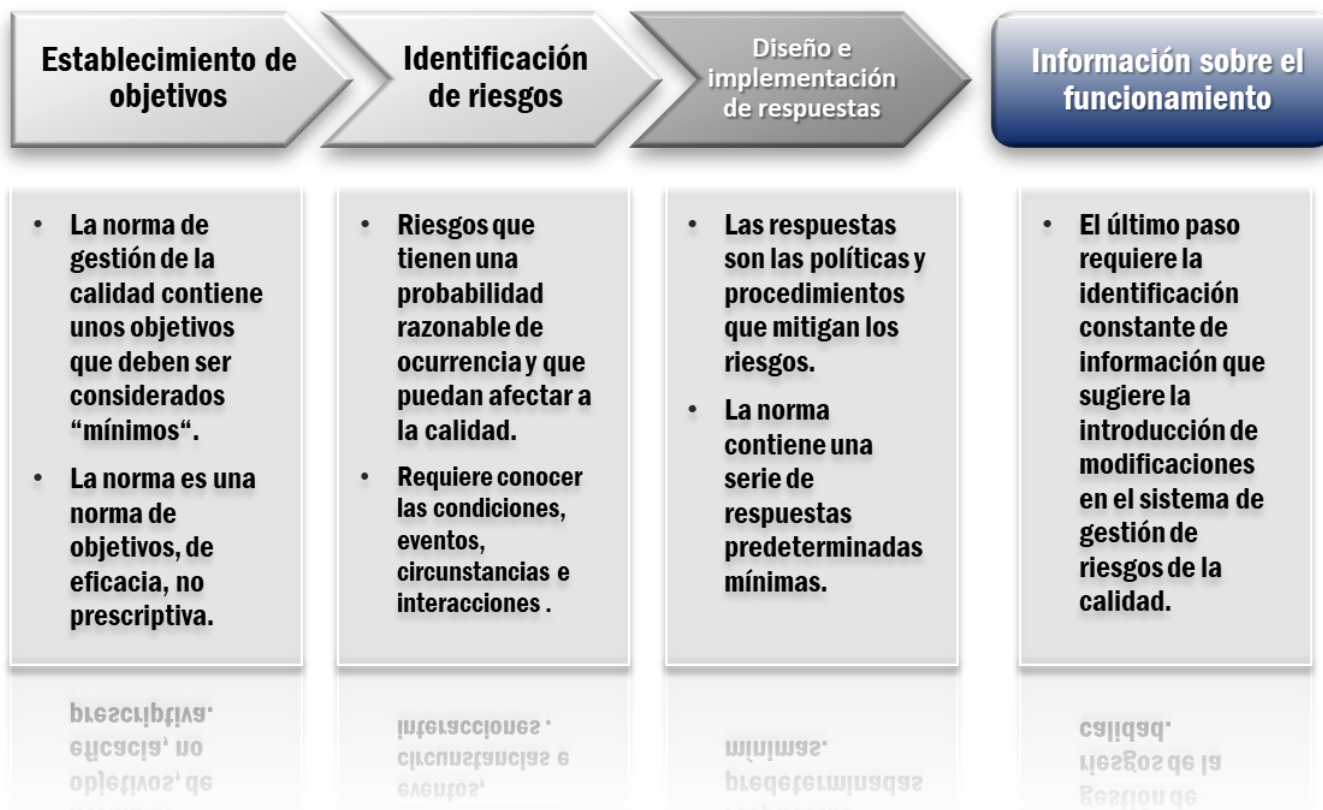 Establecimiento de
objetivos
Identificación
de riesgos
Diseño e
implementación
de respuestas
Información sobre el
funcionamiento
• La norma de
gestión de la
calidad contiene
unos objetivos
que deben ser
considerados
“mínimos“.
• La norma es una
norma de
objetivos, de
eficacia, no
prescriptiva.
• Riesgos que
tienen una
probabilidad
razonable de
ocurrencia y que
puedan afectar a
la calidad.
• Requiere conocer
las condiciones,
eventos,
circunstancias e
interacciones .
• Las respuestas
son las políticas y
procedimientos
que mitigan los
riesgos.
• La norma
contiene una
serie de
respuestas
predeterminadas
mínimas.
• El último paso
requiere la
identificación
constante de
información que
sugiere la
introducción de
modificaciones
en el sistema de
gestión de
riesgos de la
calidad.